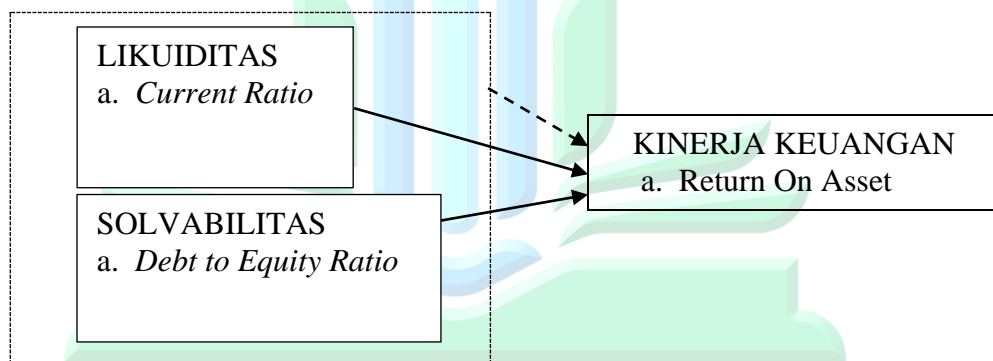 LIKUIDITAS
a. Current Ratio
KINERJA KEUANGAN
a. Return On Asset
SOLVABILITAS
a. Debt to Equity Ratio